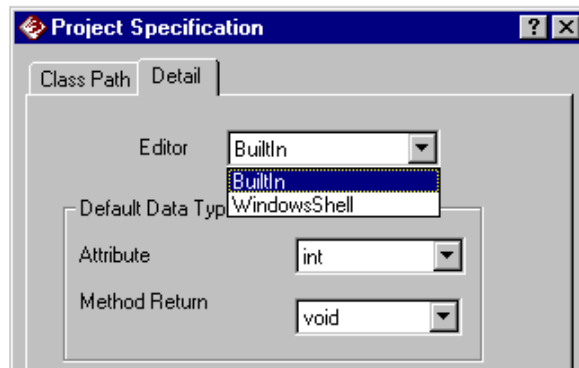 Project Specification
Class Path Detail
Editor BuiltIn
BuiltIn
WindowsShell
Default Data Typ
Attribute int
Method Return void